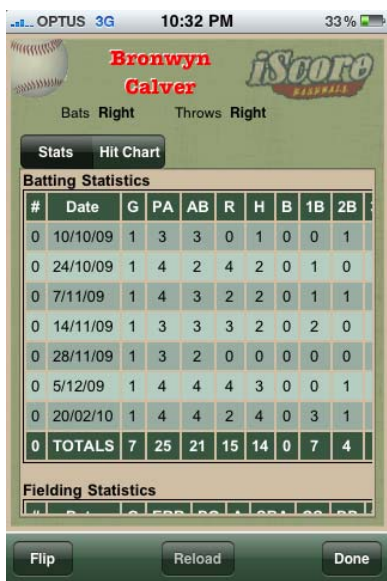 OPTUS 3G 10:32 PM 33%
Bronwyn
Calver
iScore
BASEBALL
Bats Right Throws Right
Stats Hit Chart
Batting Statistics
# Date G PA AB R H B 1B 2B
0 10/10/09 1 3 3 0 1 0 0 1
0 24/10/09 1 4 2 4 2 0 1 0
0 7/11/09 1 4 3 2 2 0 1 1
0 14/11/09 1 3 3 3 2 0 2 0
0 28/11/09 1 3 2 0 0 0 0 0
0 5/12/09 1 4 4 4 3 0 0 1
0 20/02/10 1 4 4 2 4 0 3 1
0 TOTALS 7 25 21 15 14 0 7 4
Fielding Statistics
Flip Reload Done